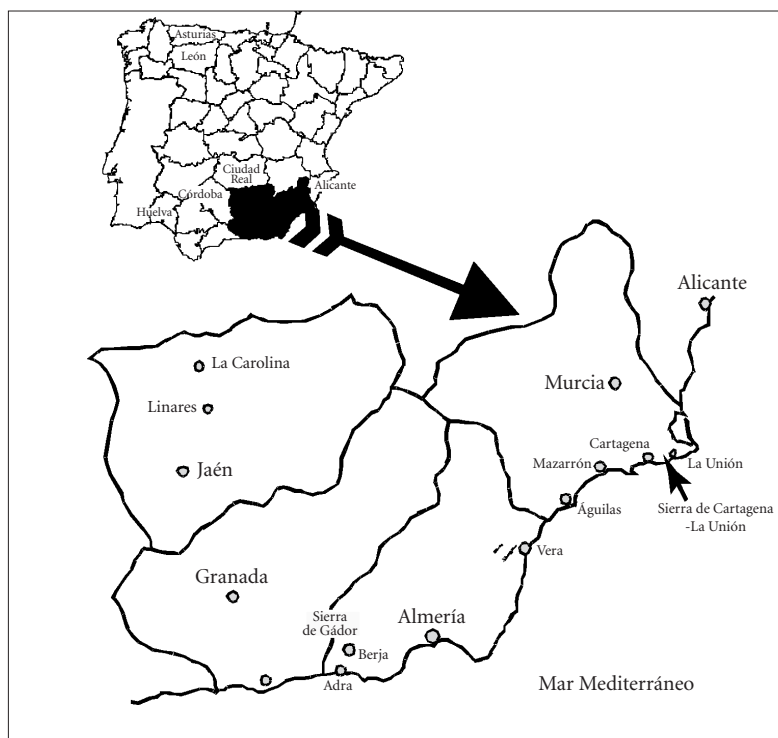 Asturias
León
Ciudad
Real
Alicante
Córdoba
Huelva
Alicante
La Carolina
Murcia
Linares
Cartagena
La Unión
Mazarrón
Jaén
Águilas
Sierra de Cartagena
-La Unión
Vera
Granada
Sierra
de Gádor
Almería
Berja
Adra
Mar Mediterráneo